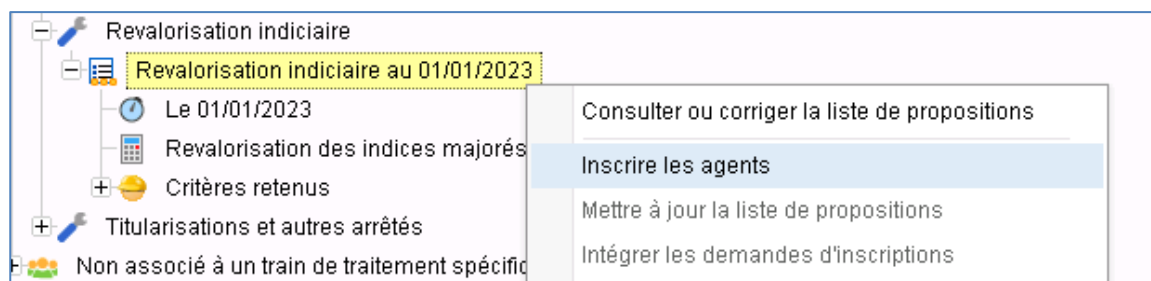 Revalorisation indiciaire
Revalorisation indiciaire au 01/01/2023
Le 01/01/2023
Revalorisation des indices majorés
Critères retenus
Titularisations et autres arrêtés
Non associé à un train de traitement spécific
Consulter ou corriger la liste de propositions
Inscrire les agents
Mettre à jour la liste de propositions
Intégrer les demandes d'inscriptions